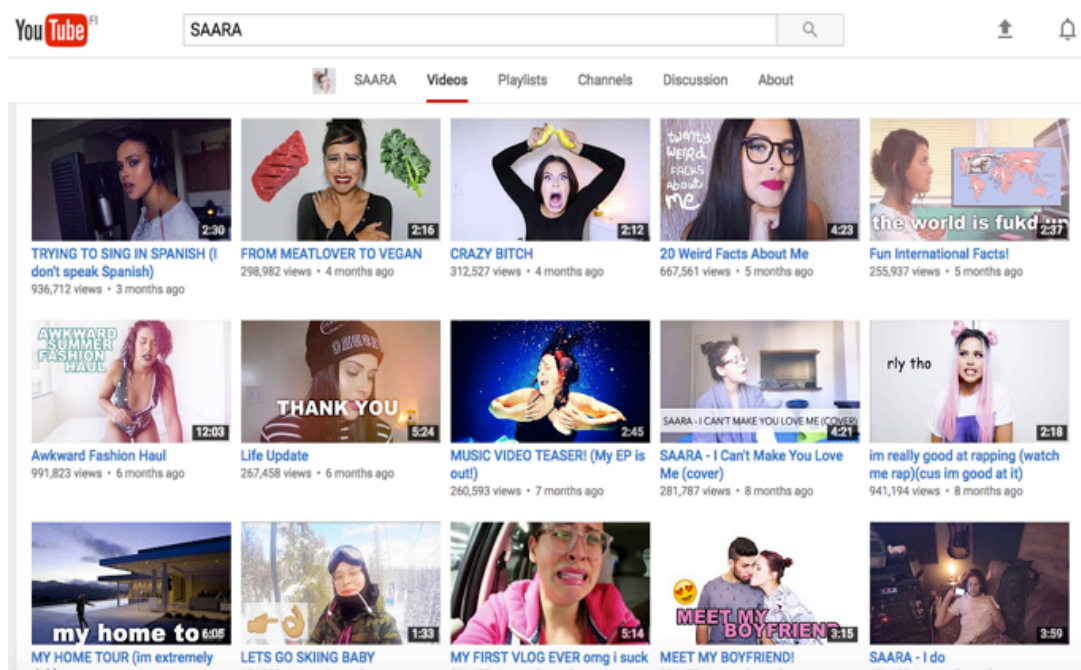 YouTube FI
SAARA
SAARA Videos Playlists Channels Discussion About
2:30
2:16
2:12
twenty
WEIRD
FACTS
About
me
4:23
the world is fukd up
2:37
TRYING TO SING IN SPANISH (I
don't speak Spanish)
936,712 views • 3 months ago
FROM MEATLOVER TO VEGAN
298,982 views • 4 months ago
CRAZY BITCH
312,527 views • 4 months ago
20 Weird Facts About Me
667,561 views • 5 months ago
Fun International Facts!
255,937 views • 5 months ago
AWKWARD
SUMMER
FASHION
HAUL
12:03
THANK YOU
5:24
2:45
SAARA - I CAN'T MAKE YOU LOVE ME (COVER)
4:21
rly tho
2:18
Awkward Fashion Haul
991,823 views • 6 months ago
Life Update
267,458 views • 6 months ago
MUSIC VIDEO TEASER! (My EP is
out!)
260,593 views • 7 months ago
SAARA - I Can't Make You Love
Me (cover)
281,787 views • 8 months ago
im really good at rapping (watch
me rap)(cus im good at it)
941,194 views • 8 months ago
my home to
6:05
1:33
5:14
MEET MY
BOYFRIEND
3:15
3:59
MY HOME TOUR (im extremely
LETS GO SKIING BABY
MY FIRST VLOG EVER omg i suck
MEET MY BOYFRIEND!
SAARA - I do